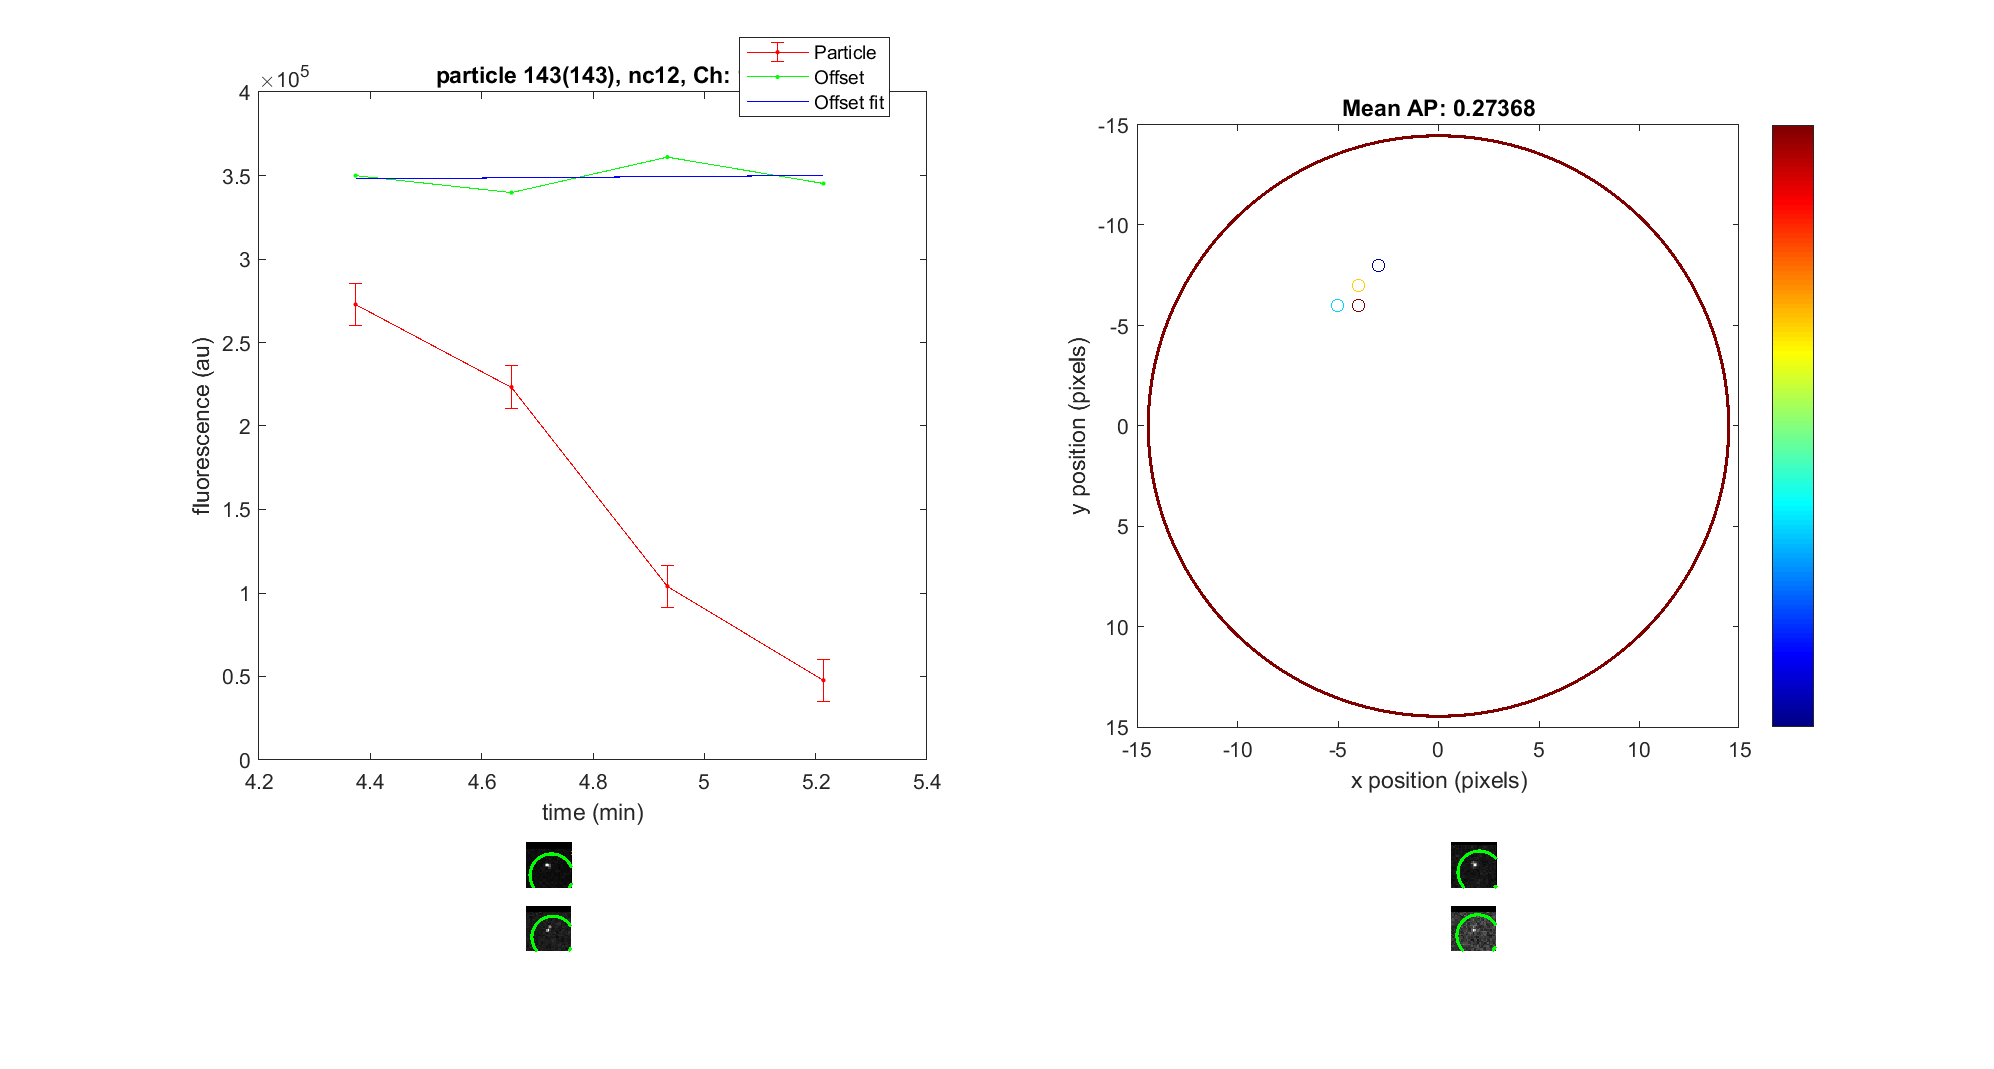 particle 143(143), nc12, Ch:
Particle
Offset
Offset fit
×10^5
4
3.5
3
2.5
2
1.5
1
0.5
0
fluorescence (au)
4.2 4.4 4.6 4.8 5 5.2 5.4
time (min)
Mean AP: 0.27368
-15
-10
-5
0
5
10
15
y position (pixels)
-15 -10 -5 0 5 10 15
x position (pixels)